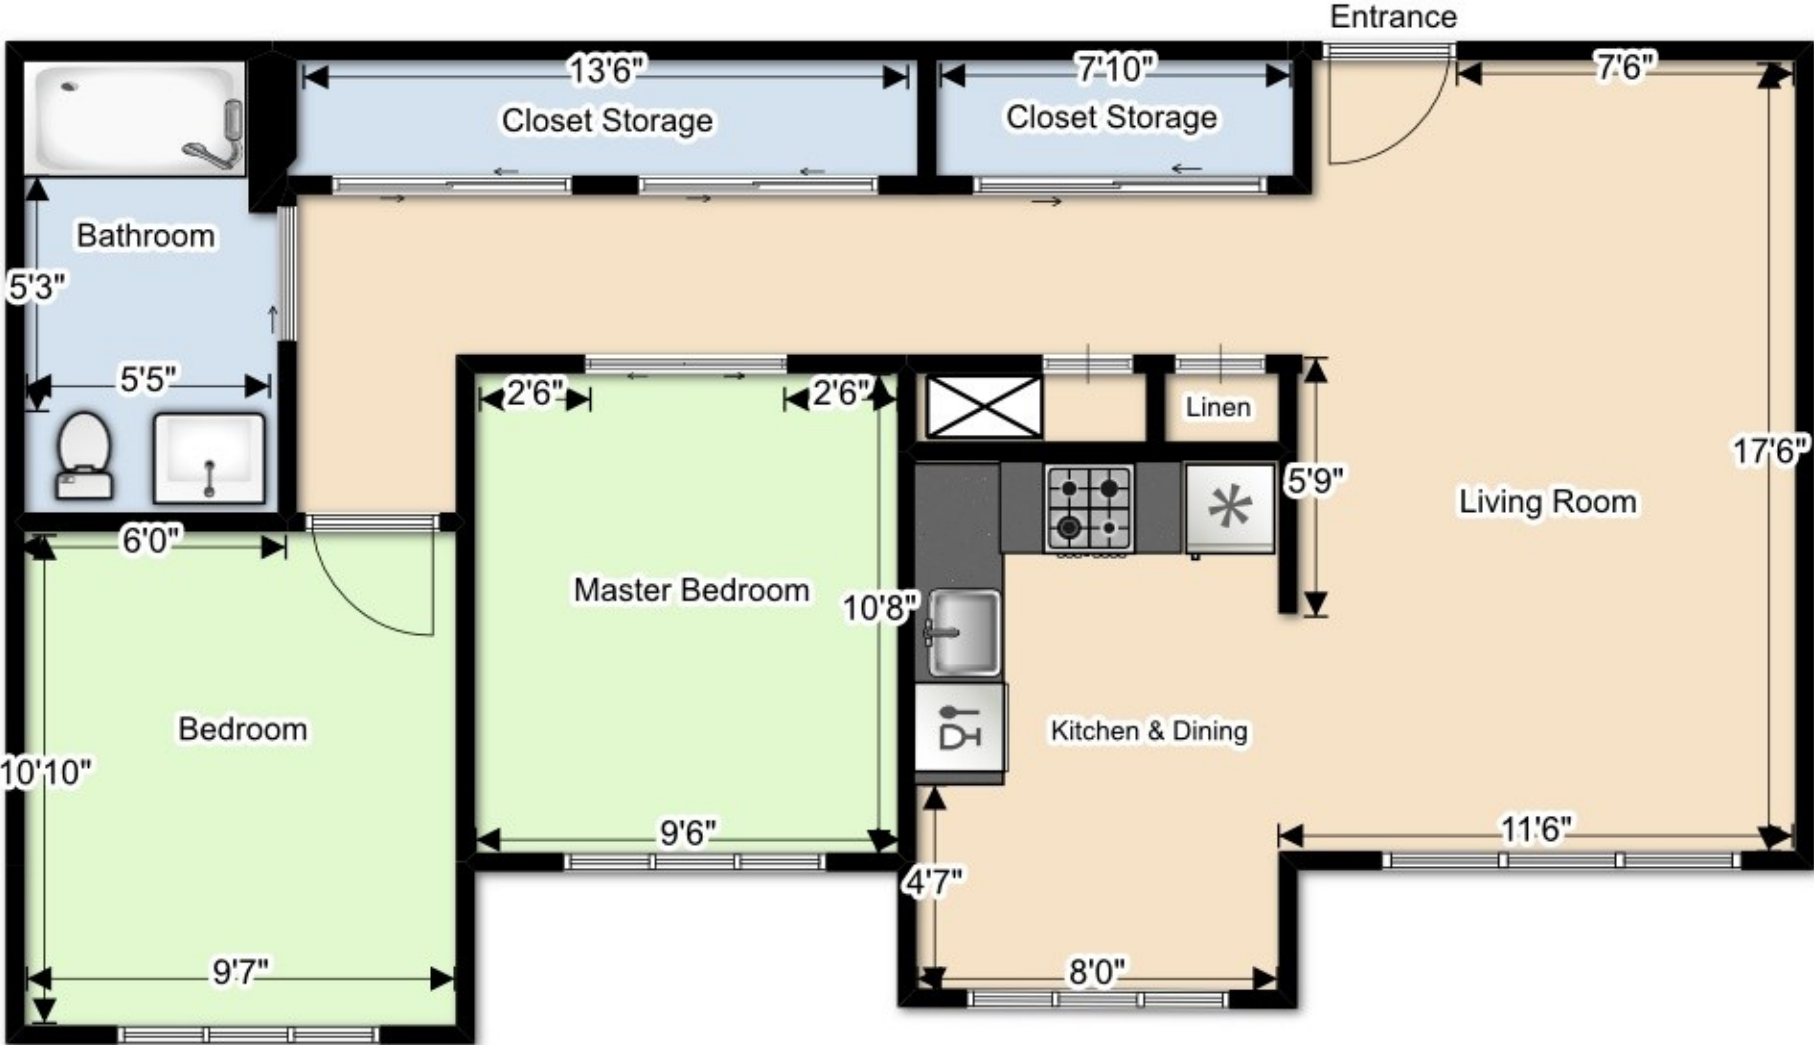 Entrance
13'6"
7'10"
7'6"
Closet Storage
Closet Storage
Bathroom
5'3"
5'5"
2'6"
2'6"
Linen
17'6"
5'9"
Living Room
6'0"
Master Bedroom
10'8"
Bedroom
Kitchen & Dining
10'10"
9'6"
11'6"
4'7"
9'7"
8'0"